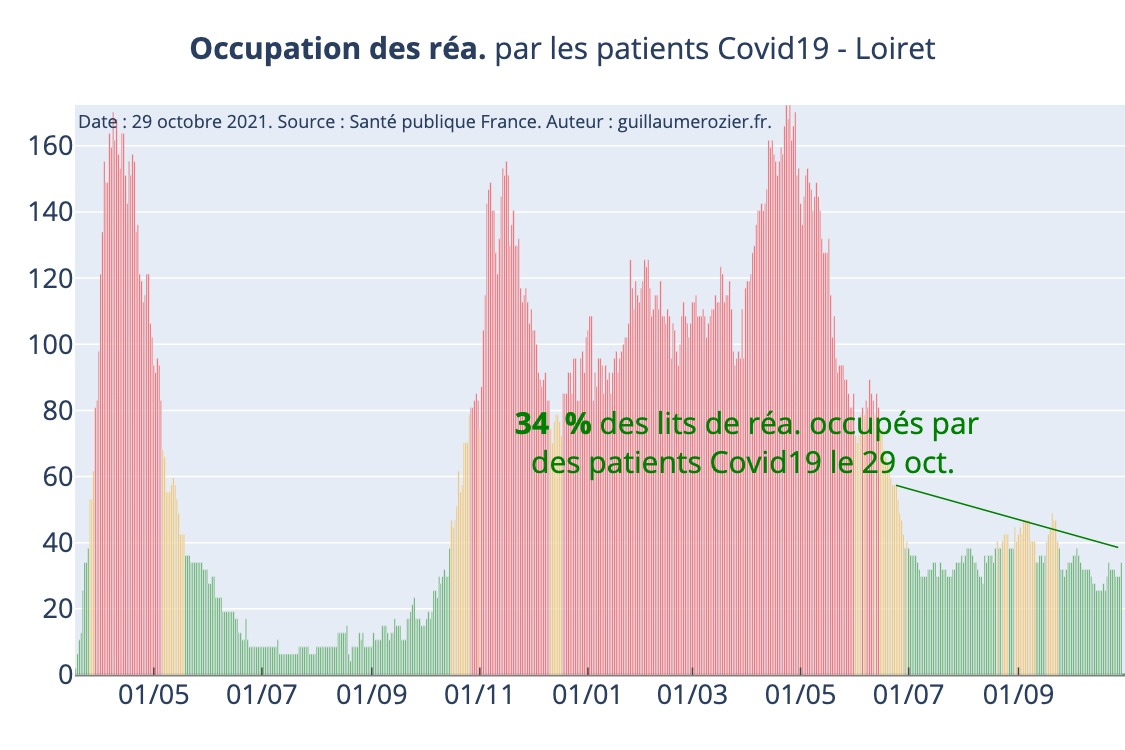 Occupation des réa. par les patients Covid19 - Loiret
Date : 29 octobre 2021. Source : Santé publique France. Auteur : guillaumerozier.fr.
160
140
120
100
80
60
40
20
0
34 % des lits de réa. occupés par
des patients Covid19 le 29 oct.
01/05 01/07 01/09 01/11 01/01 01/03 01/05 01/07 01/09